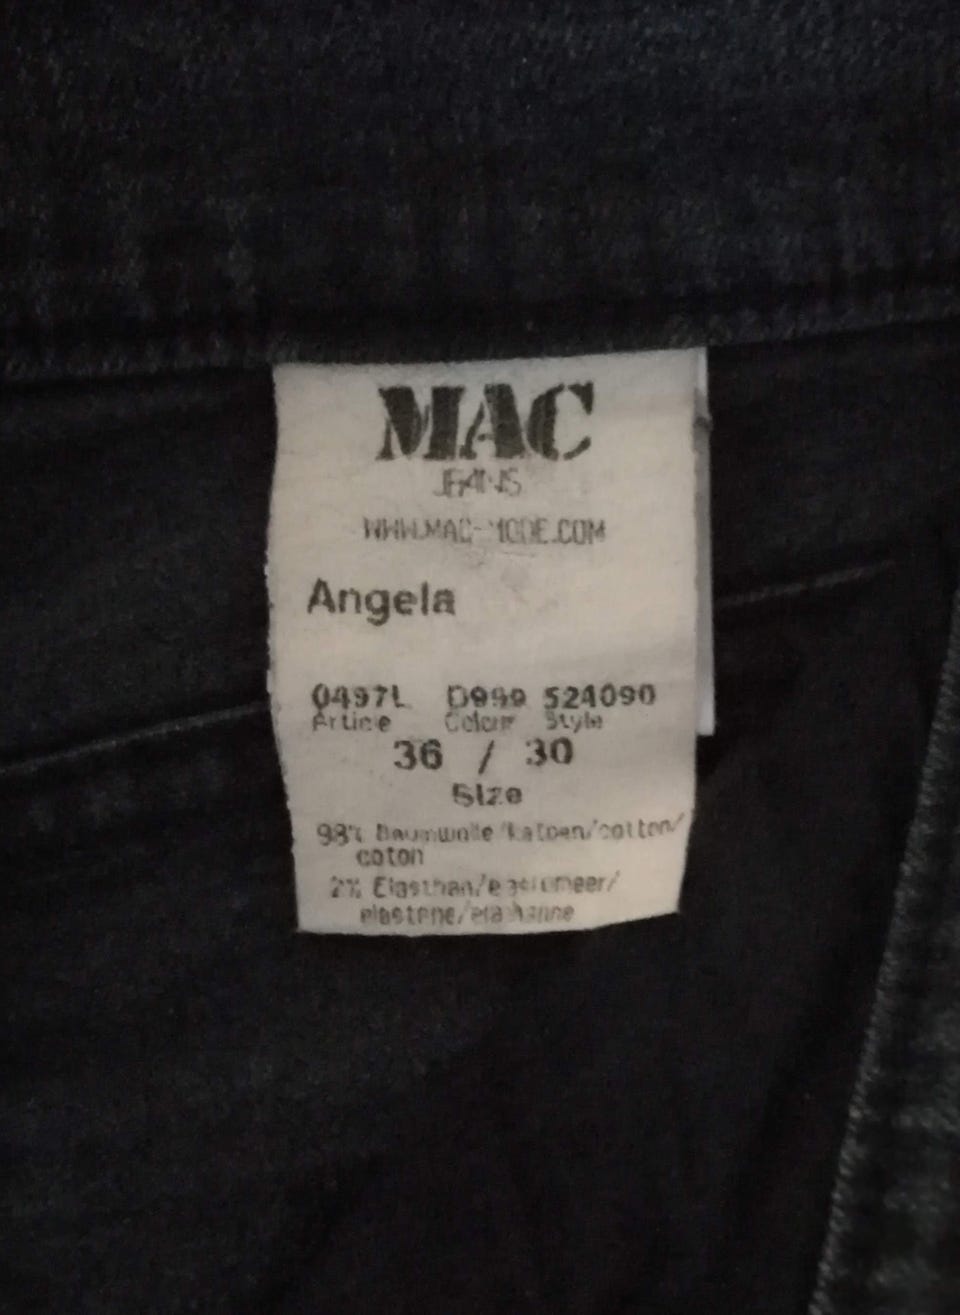 MAC
JEANS
WWW.MAC-MODE.COM
Angela
0497L D999 524090
Article Colour Style
36 / 30
Size
98% Baumwolle/katoen/cotton/
coton
2% Elasthan/elastomeer/
elastane/elasthanne